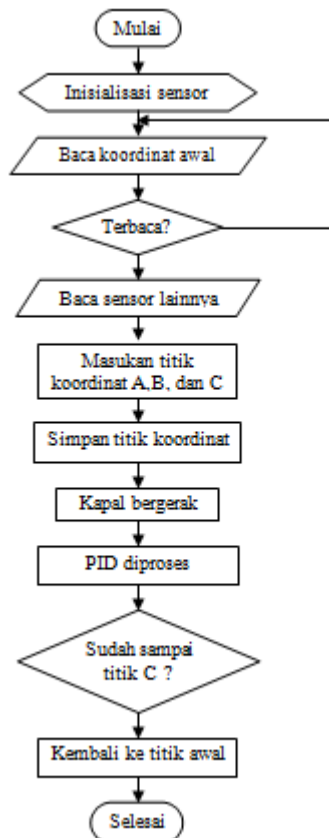 Mulai
Inisialisasi sensor
Baca koordinat awal
Terbaca?
Baca sensor lainnya
Masukan titik
koordinat A,B, dan C
Simpan titik koordinat
Kapal bergerak
PID diproses
Sudah sampai
titik C ?
Kembali ke titik awal
Selesai